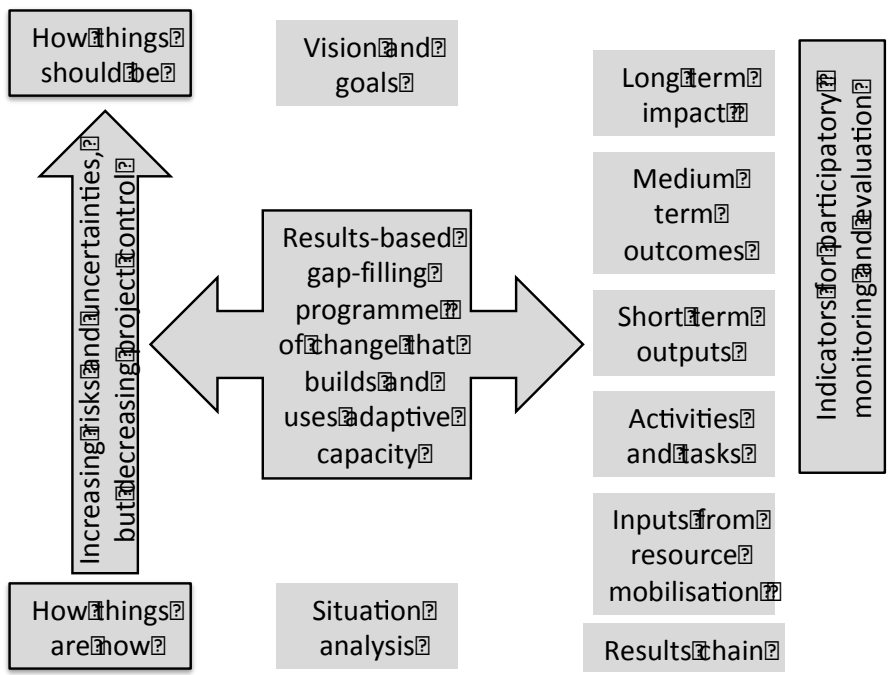 How things
should be
Vision and
goals
Long term
impact
Medium
term
outcomes
Short term
outputs
Activities
and tasks
Inputs from
resource
mobilisation
Results chain
Indicators for participatory
monitoring and evaluation
Increasing risks and uncertainties,
but decreasing project control
Results-based
gap-filling
programme
of change that
builds and
uses adaptive
capacity
How things
are now
Situation
analysis